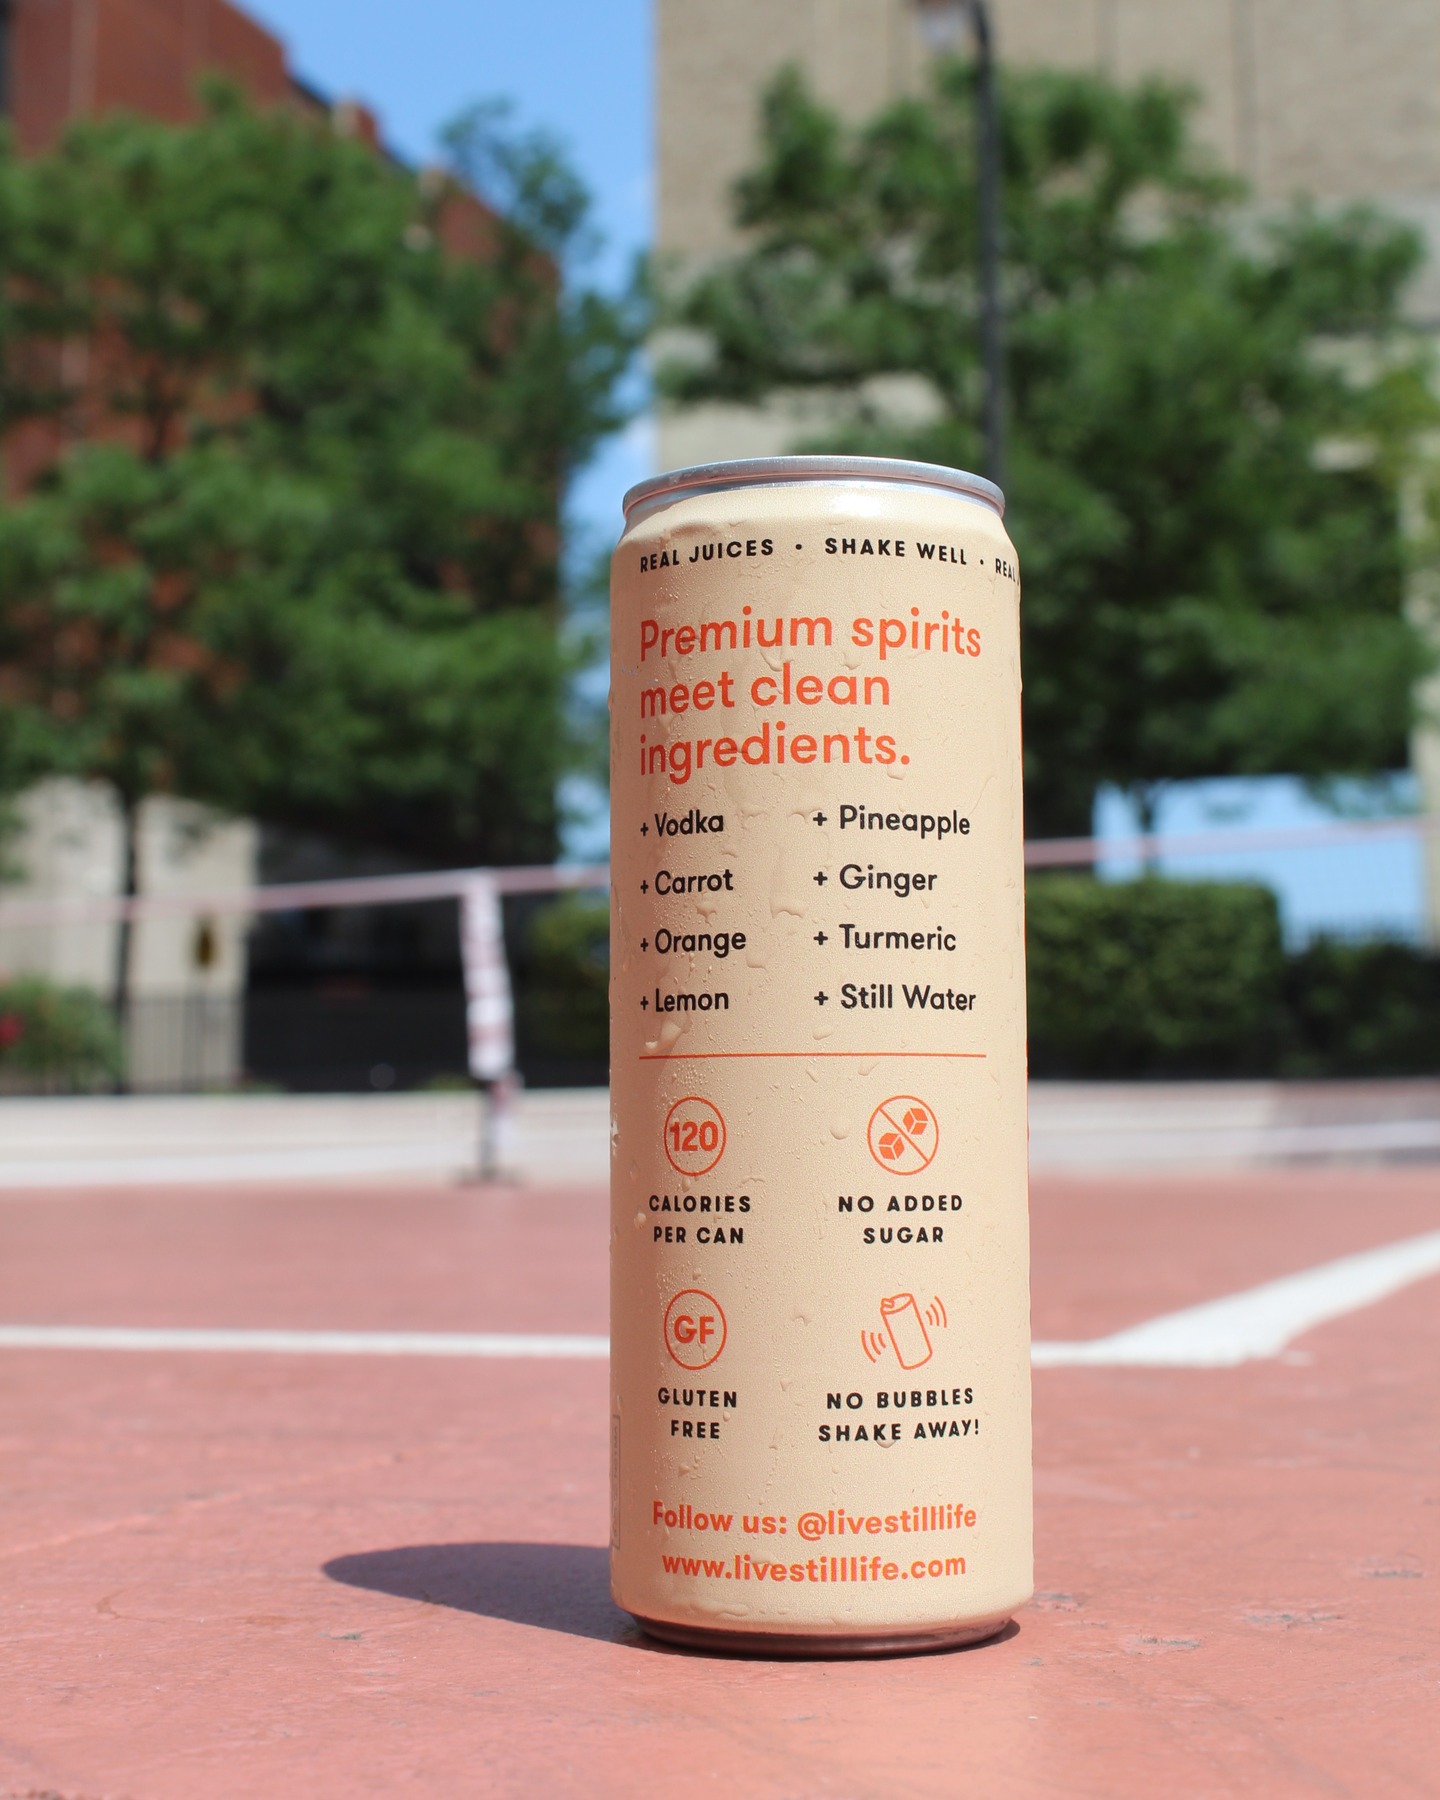 REAL JUICES • SHAKE WELL • REAL
Premium spirits
meet clean
ingredients.
+ Vodka + Pineapple
+ Carrot + Ginger
+ Orange + Turmeric
+ Lemon + Still Water
120
CALORIES
PER CAN
NO ADDED
SUGAR
GF
GLUTEN
FREE
NO BUBBLES
SHAKE AWAY!
Follow us: @livestilllife
www.livestilllife.com